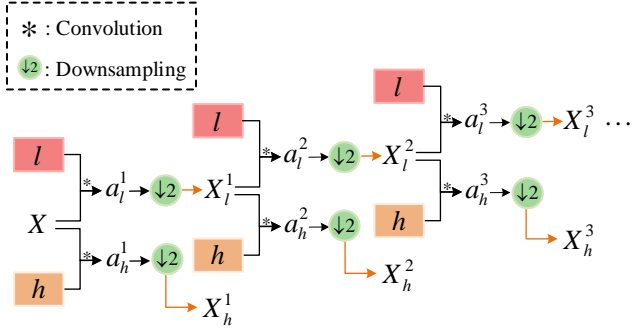 * : Convolution
↓2 : Downsampling
l
a_l^3
↓2
X_l^3 ...
l
a_l^2
↓2
X_l^2
l
a_l^1
↓2
X_l^1
h
a_h^3
↓2
X
h
a_h^2
↓2
X_h^3
h
a_h^1
↓2
X_h^2
X_h^1